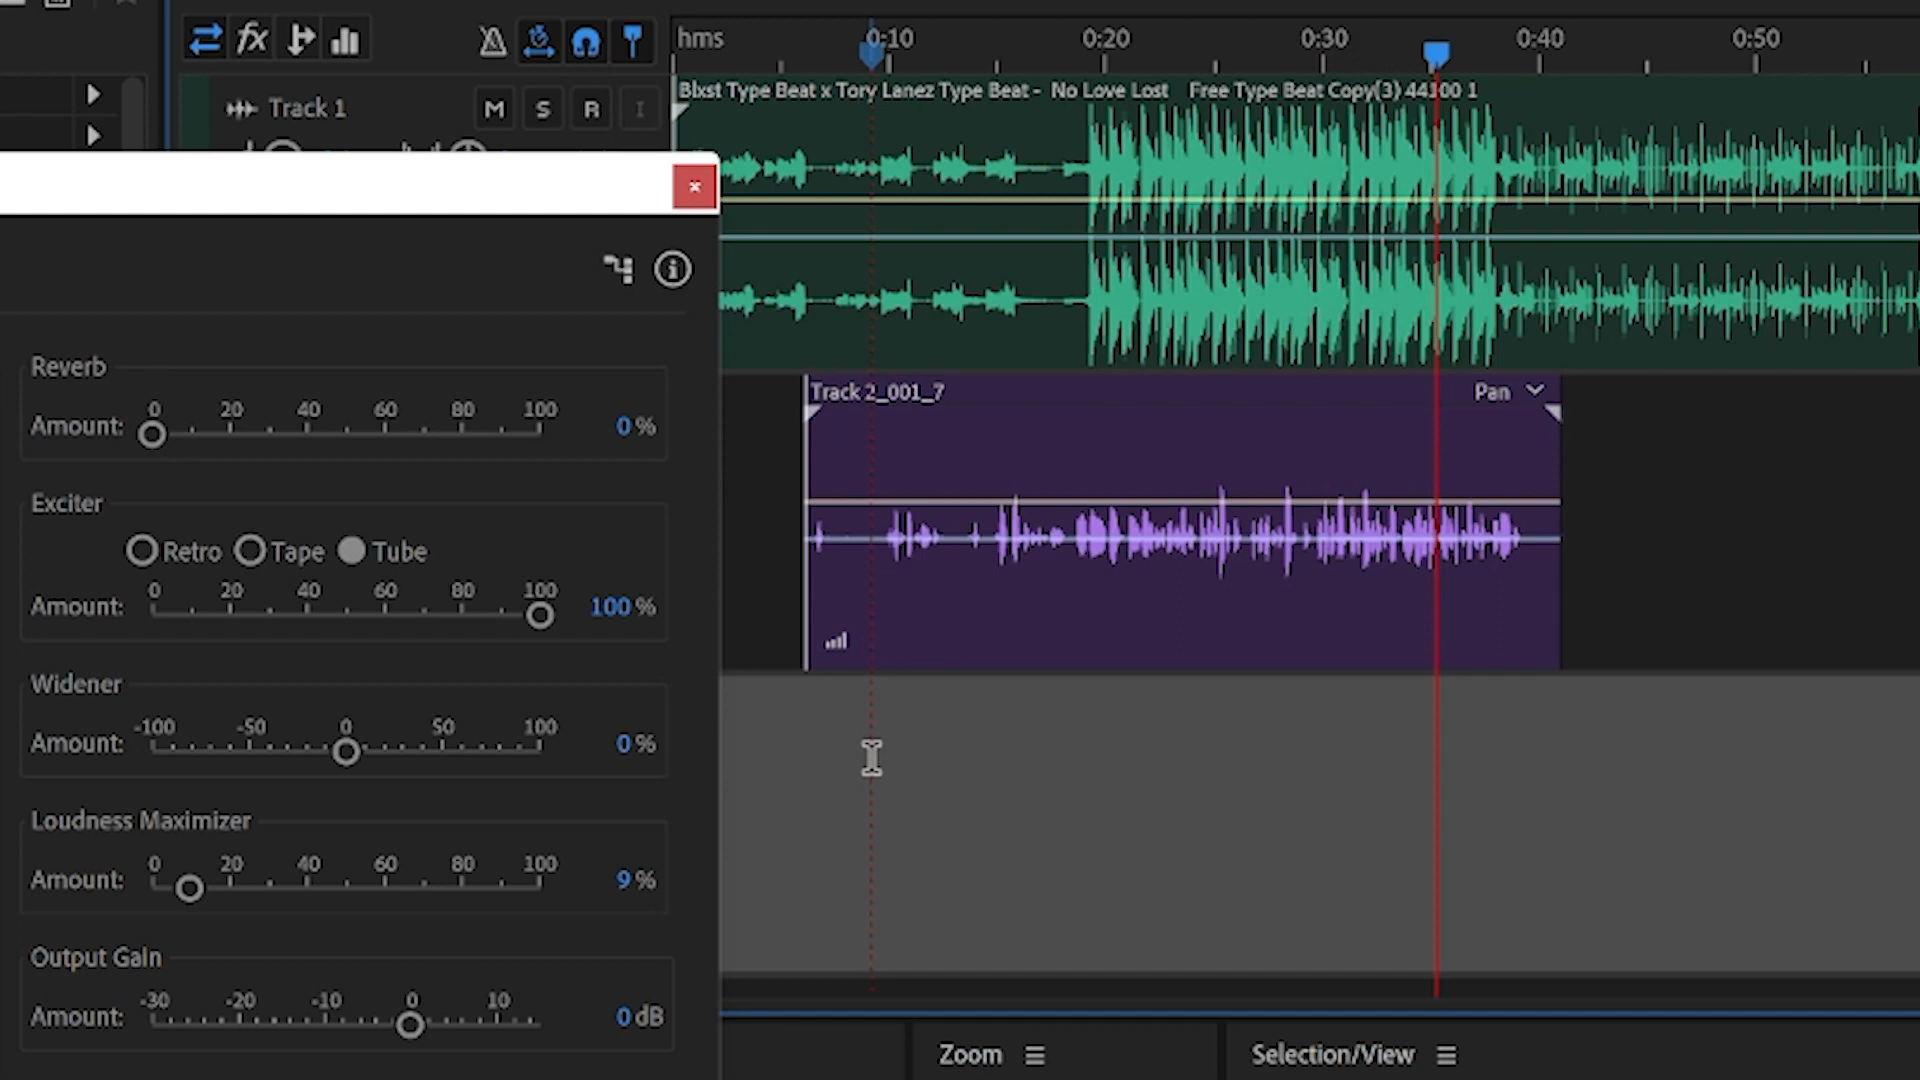 fx
hms 0:10 0:20 0:30 0:40 0:50
Track 1 M S R I
Blxst Type Beat x Tory Lanez Type Beat - No Love Lost Free Type Beat Copy(3) 44100 1
Track 2_001_7 Pan
Reverb
0 20 40 60 80 100
Amount: 0 %
Exciter
Retro Tape Tube
0 20 40 60 80 100
Amount: 100 %
Widener
-100 -50 0 50 100
Amount: 0 %
Loudness Maximizer
0 20 40 60 80 100
Amount: 9 %
Output Gain
-30 -20 -10 0 10
Amount: 0 dB
Zoom Selection/View